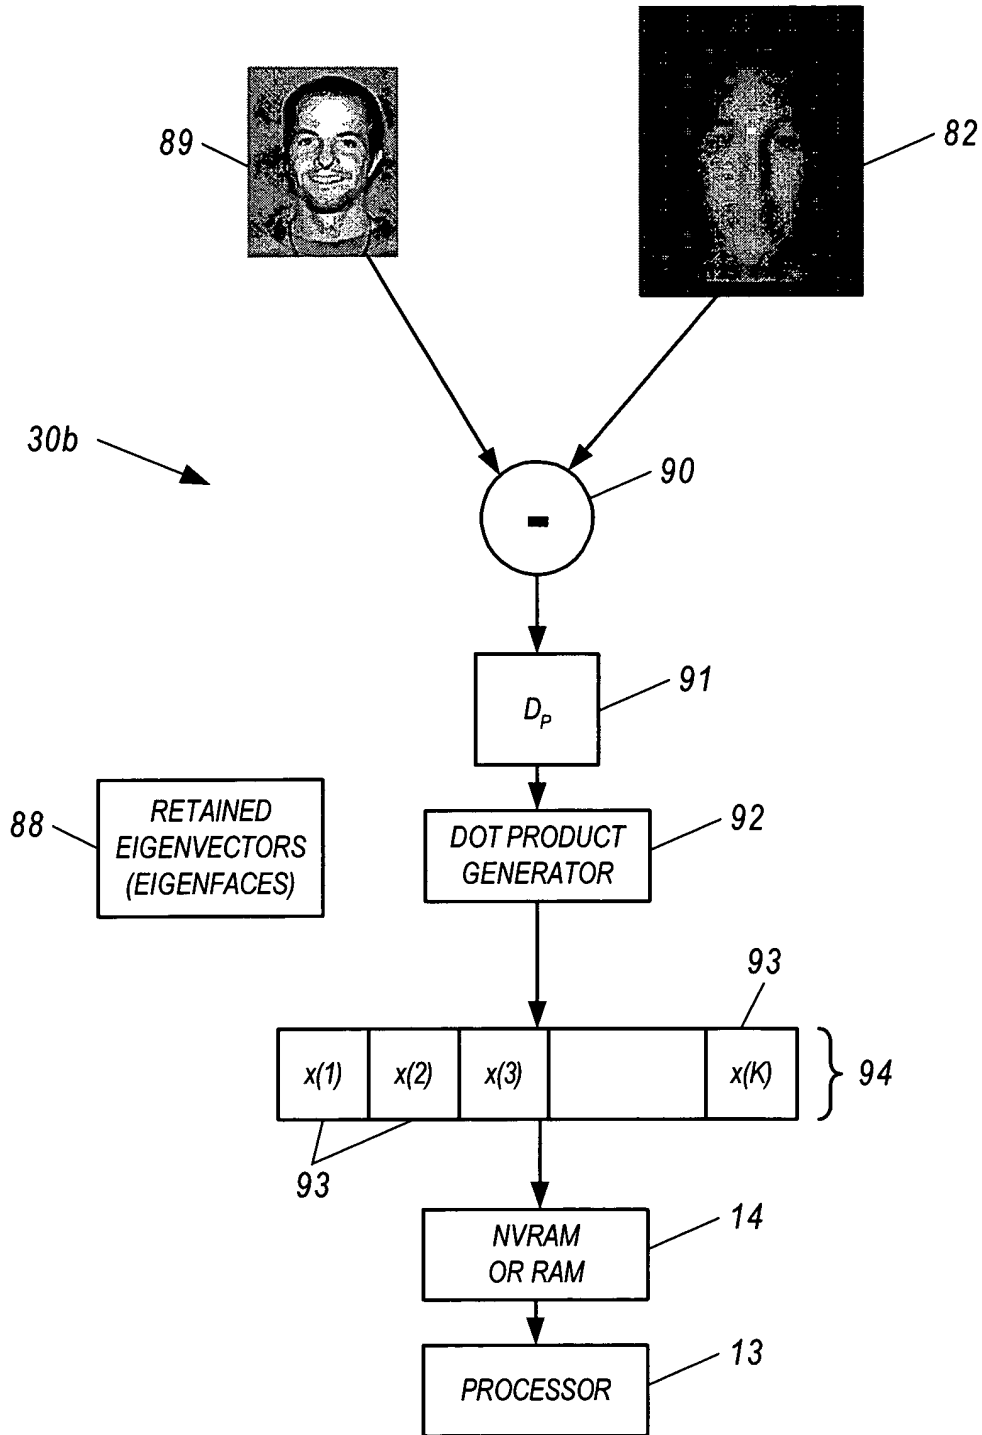 89
82
30b
90
-
91
D_P
88
RETAINED
EIGENVECTORS
(EIGENFACES)
92
DOT PRODUCT
GENERATOR
93
x(1) x(2) x(3) x(K)
94
93
14
NVRAM
OR RAM
13
PROCESSOR